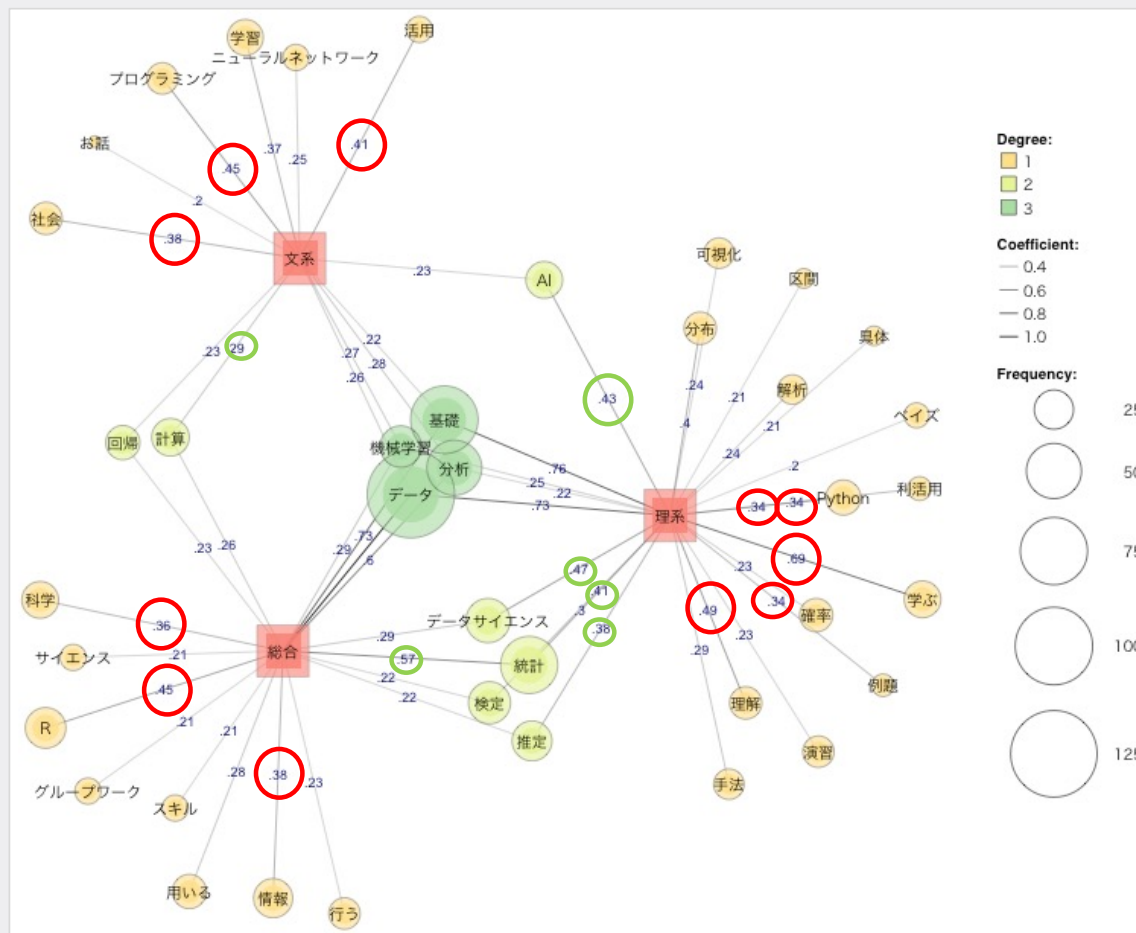 学習
活用
ニューラルネットワーク
プログラミング
お話
社会
.45
.37
.25
.41
.2
.38
文系
.23
AI
.23
29
.22
.27
.28
.26
回帰
計算
基礎
機械学習
分析
データ
.43
可視化
区間
分布
具体
解析
ベイズ
.24
.4
.21
.21
.24
.2
Python
利活用
.34
.34
理系
.76
.25
.22
.73
.69
.23
.34
確率
学ぶ
.49
.23
.29
例題
理解
演習
手法
.47
.41
.3
.38
.23
.26
.29
.73
.6
データサイエンス
.29
.57
統計
.22
検定
.22
推定
科学
.36
サイエンス
.21
総合
.45
R
.21
グループワーク
.21
スキル
.28
.38
.23
用いる
情報
行う
Degree:
1
2
3
Coefficient:
0.4
0.6
0.8
1.0
Frequency:
25
50
75
100
125